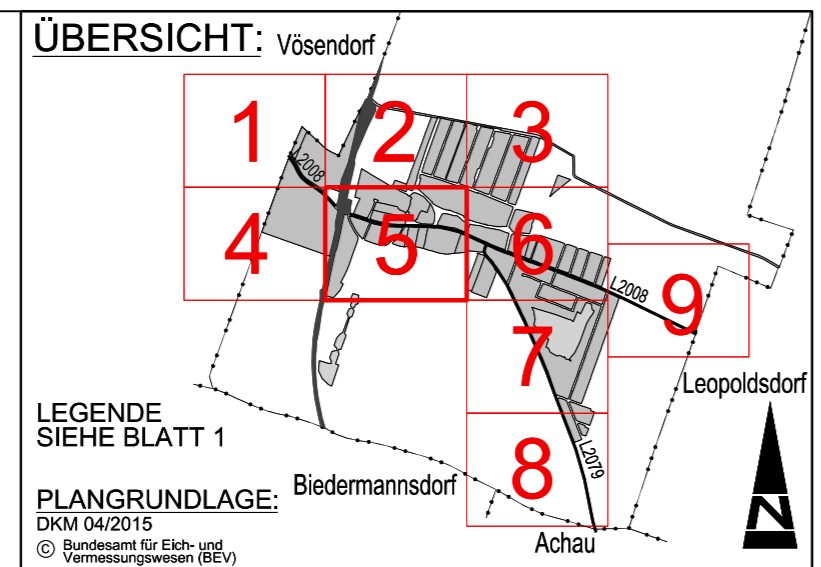 ÜBERSICHT:
Vösendorf
1
2
3
L2008
4
5
6
L2008
9
7
Leopoldsdorf
LEGENDE
SIEHE BLATT 1
8
L2079
Biedermannsdorf
PLANGRUNDLAGE:
DKM 04/2015
© Bundesamt für Eich- und
Vermessungswesen (BEV)
Achau
N